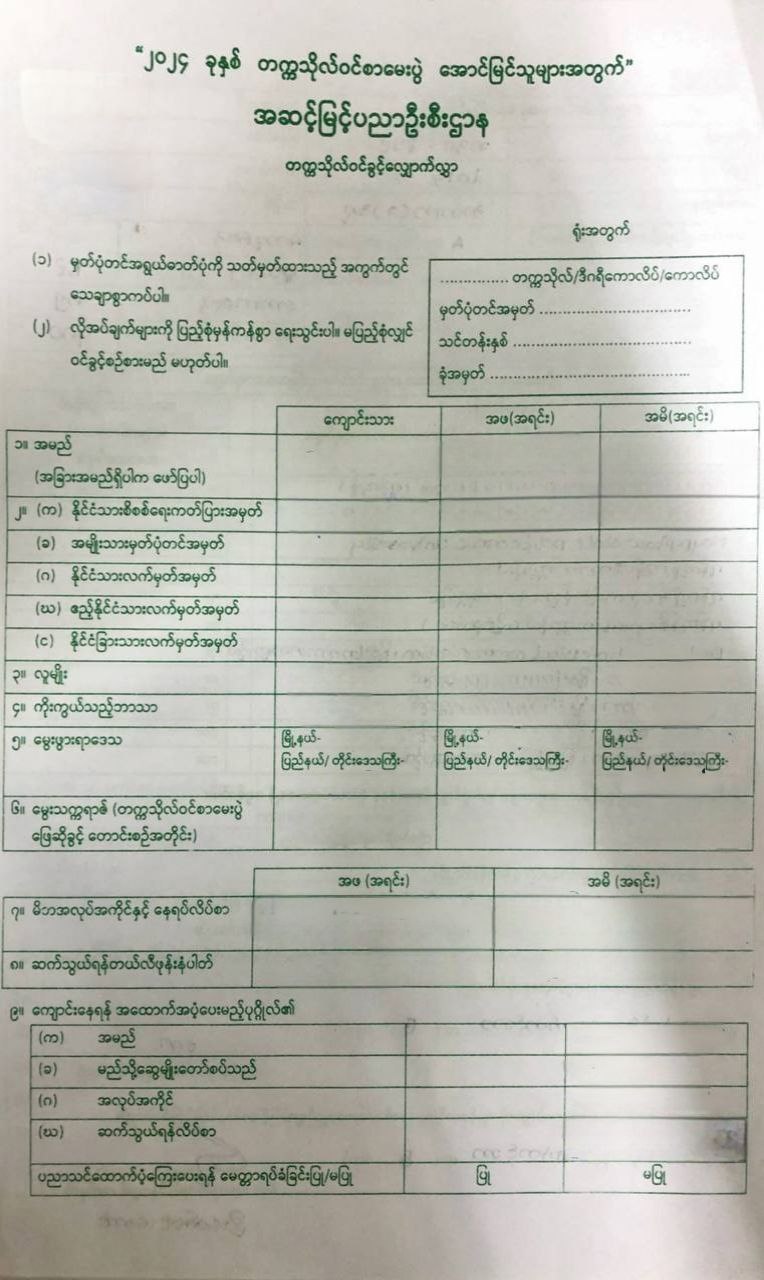 “၂၀၂၄ ခုနှစ် တက္ကသိုလ်ဝင်စာမေးပွဲ အောင်မြင်သူများအတွက်”
အဆင့်မြင့်ပညာဦးစီးဌာန
တက္ကသိုလ်ဝင်ခွင့်လျှောက်လွှာ
ရုံးအတွက်
(၁) မှတ်ပုံတင်အရွယ်ဓာတ်ပုံကို သတ်မှတ်ထားသည့် အကွက်တွင်
သေချာစွာကပ်ပါ။
(၂) လိုအပ်ချက်များကို ပြည့်စုံမှန်ကန်စွာ ရေးသွင်းပါ။ မပြည့်စုံလျှင်
ဝင်ခွင့်စဉ်စားမည် မဟုတ်ပါ။
............... တက္ကသိုလ်/ဒီဂရီကောလိပ်/ကောလိပ်
မှတ်ပုံတင်အမှတ် .................................
သင်တန်းနှစ် .......................................
ခုံအမှတ် ............................................
ကျောင်းသား အဖ(အရင်း) အမိ(အရင်း)
၁။ အမည်
(အခြားအမည်ရှိပါက ဖော်ပြပါ)
၂။ (က) နိုင်ငံသားစိစစ်ရေးကတ်ပြားအမှတ်
(ခ) အမျိုးသားမှတ်ပုံတင်အမှတ်
(ဂ) နိုင်ငံသားလက်မှတ်အမှတ်
(ဃ) ဧည့်နိုင်ငံသားလက်မှတ်အမှတ်
(င) နိုင်ငံခြားသားလက်မှတ်အမှတ်
၃။ လူမျိုး
၄။ ကိုးကွယ်သည့်ဘာသာ
၅။ မွေးဖွားရာဒေသ မြို့နယ်- မြို့နယ်- မြို့နယ်-
ပြည်နယ်/ တိုင်းဒေသကြီး- ပြည်နယ်/ တိုင်းဒေသကြီး- ပြည်နယ်/ တိုင်းဒေသကြီး-
၆။ မွေးသက္ကရာဇ် (တက္ကသိုလ်ဝင်စာမေးပွဲ
ဖြေဆိုခွင့် တောင်းစဉ်အတိုင်း)
အဖ (အရင်း) အမိ (အရင်း)
၇။ မိဘအလုပ်အကိုင်နှင့် နေရပ်လိပ်စာ
၈။ ဆက်သွယ်ရန်တယ်လီဖုန်းနံပါတ်
၉။ ကျောင်းနေရန် အထောက်အပံ့ပေးမည့်ပုဂ္ဂိုလ်၏
(က) အမည်
(ခ) မည်သို့ဆွေမျိုးတော်စပ်သည်
(ဂ) အလုပ်အကိုင်
(ဃ) ဆက်သွယ်ရန်လိပ်စာ
ပညာသင်ထောက်ပံ့ကြေးပေးရန် မေတ္တာရပ်ခံခြင်းပြု/မပြု ပြု မပြု